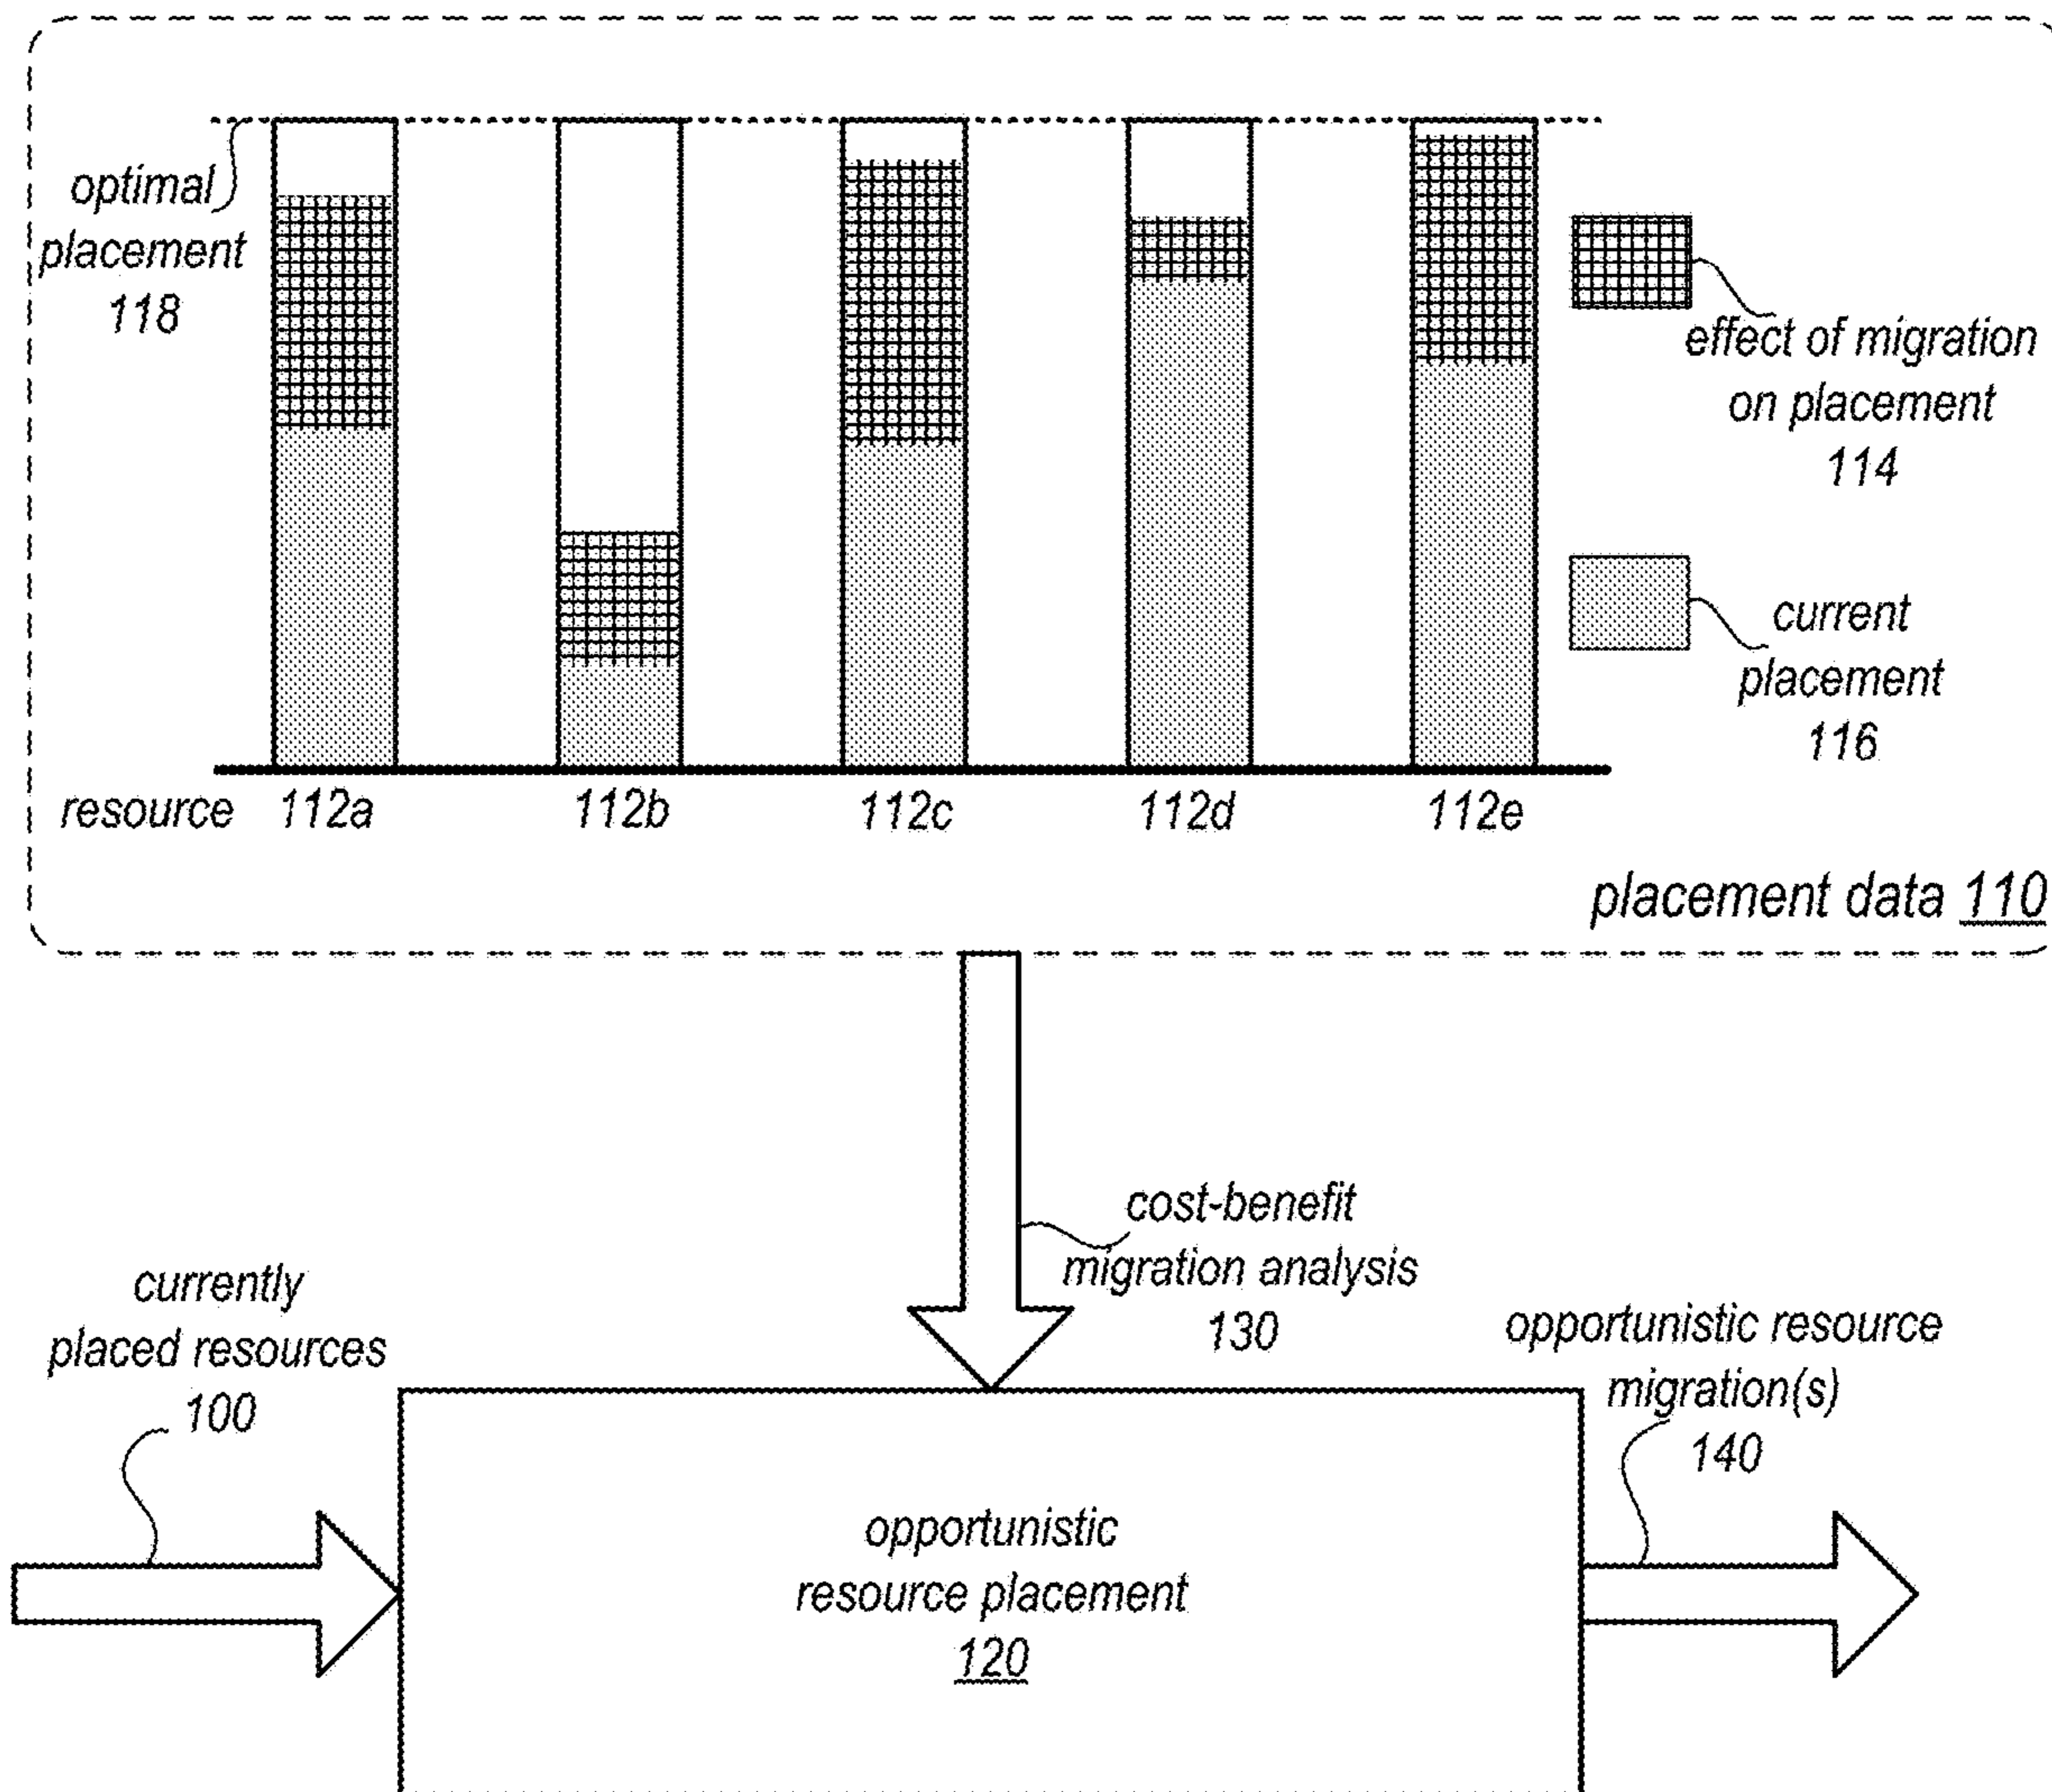 optimal
placement
118
effect of migration
on placement
114
current
placement
116
resource 112a 112b 112c 112d 112e
placement data 110
cost-benefit
migration analysis
130
currently
placed resources
100
opportunistic resource
migration(s)
140
opportunistic
resource placement
120